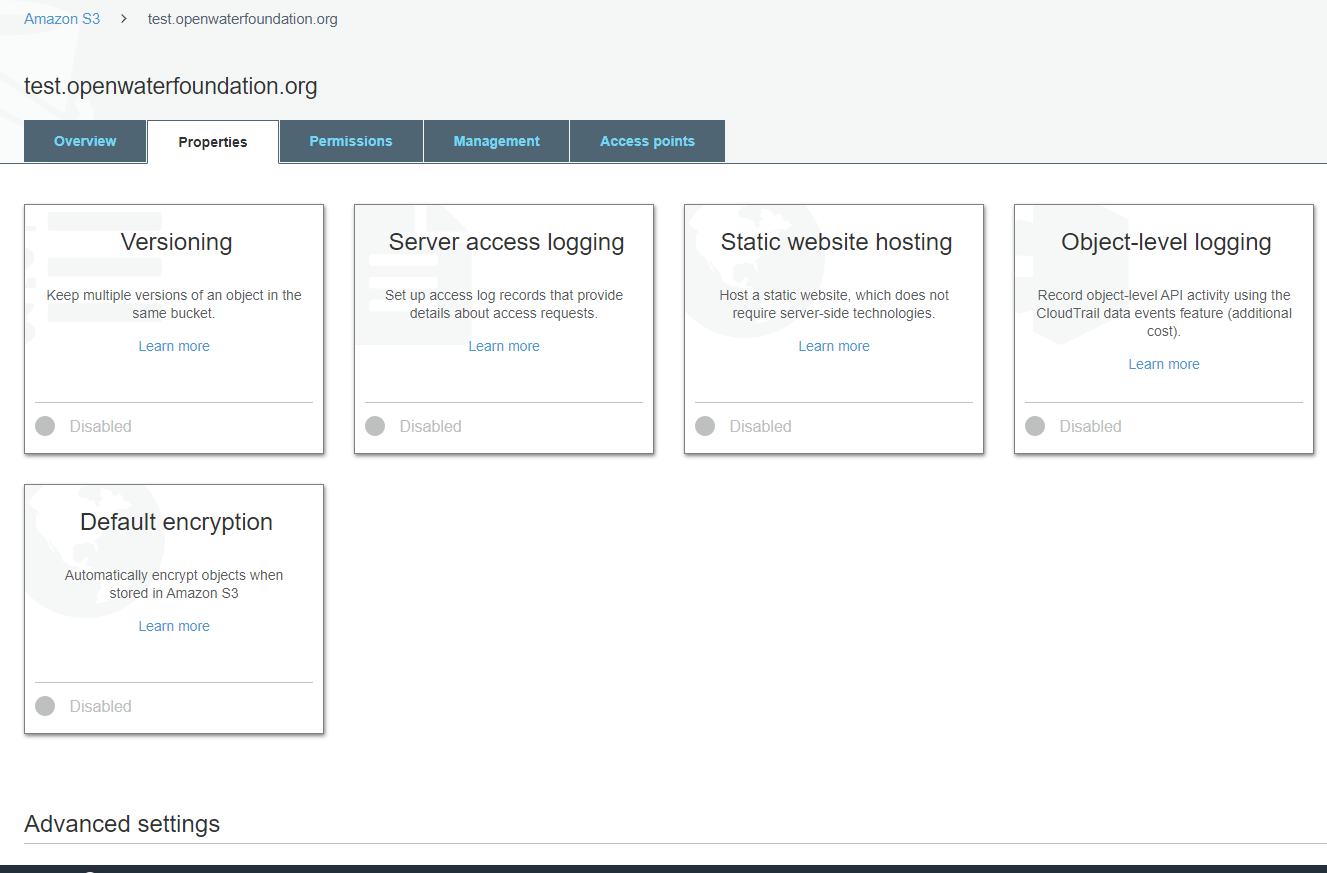 Amazon S3 > test.openwaterfoundation.org
test.openwaterfoundation.org
Overview Properties Permissions Management Access points
Versioning
Keep multiple versions of an object in the
same bucket.
Learn more
Disabled
Server access logging
Set up access log records that provide
details about access requests.
Learn more
Disabled
Static website hosting
Host a static website, which does not
require server-side technologies.
Learn more
Disabled
Object-level logging
Record object-level API activity using the
CloudTrail data events feature (additional
cost).
Learn more
Disabled
Default encryption
Automatically encrypt objects when
stored in Amazon S3
Learn more
Disabled
Advanced settings